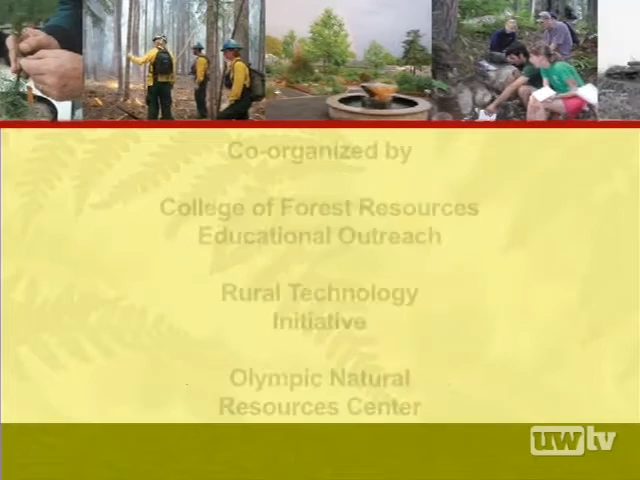 Co-organized by
College of Forest Resources
Educational Outreach
Rural Technology
Initiative
Olympic Natural
Resources Center
uwtv